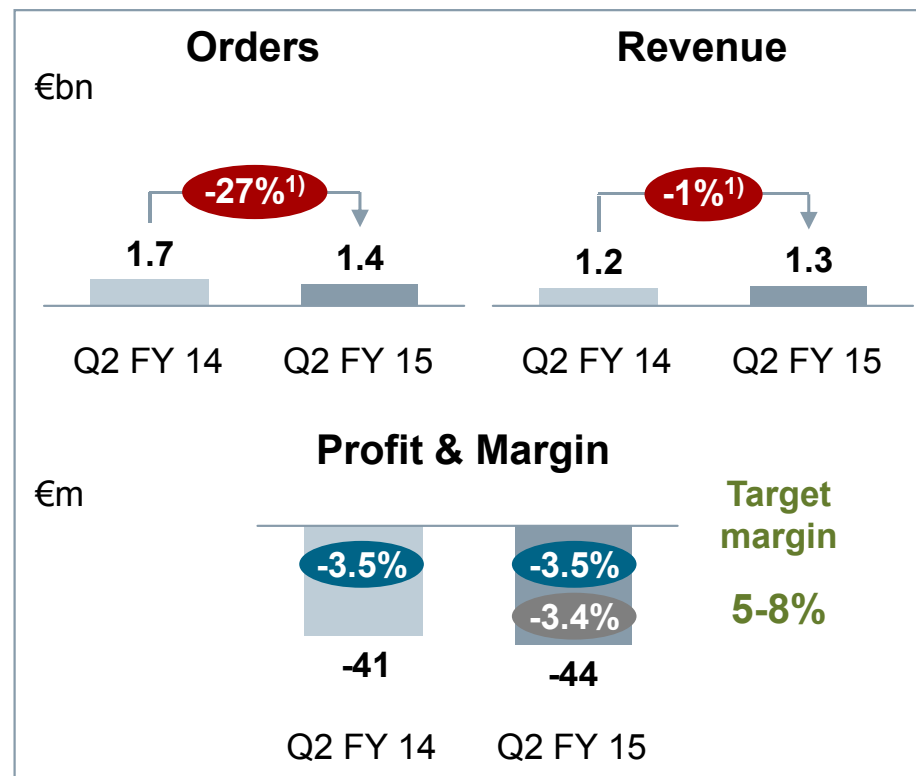 Orders
Revenue
€bn
-27%1)
-1%1)
1.7
1.4
1.2
1.3
Q2 FY 14
Q2 FY 15
Q2 FY 14
Q2 FY 15
Profit & Margin
€m
Target
margin
-3.5%
-3.5%
-3.4%
5-8%
-41
-44
Q2 FY 14
Q2 FY 15